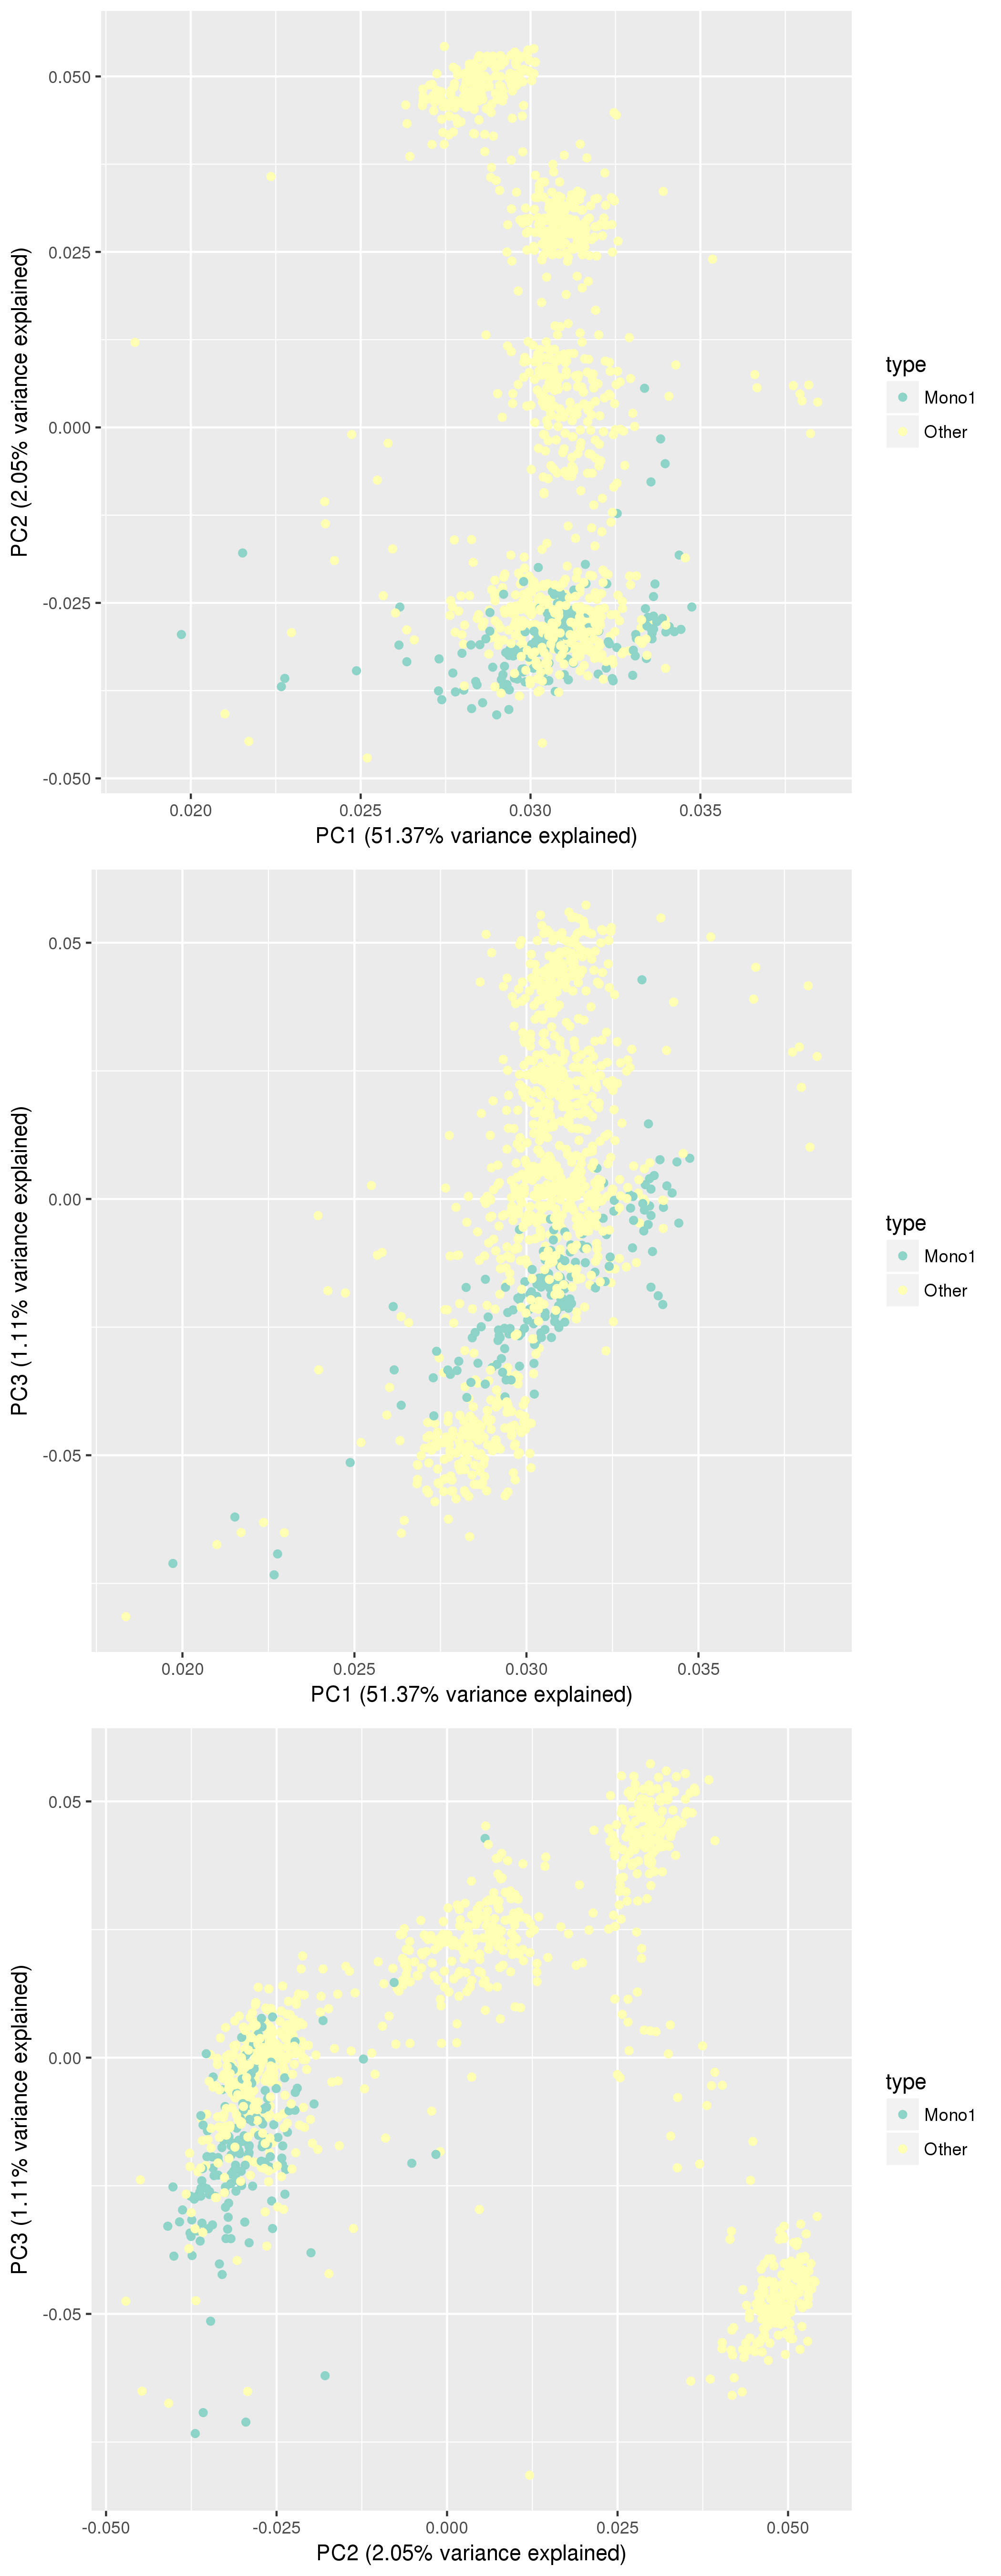 0.050
0.025
0.000
-0.025
-0.050
PC2 (2.05% variance explained)
0.020 0.025 0.030 0.035
PC1 (51.37% variance explained)
type
Mono1
Other
0.05
0.00
-0.05
PC3 (1.11% variance explained)
0.020 0.025 0.030 0.035
PC1 (51.37% variance explained)
type
Mono1
Other
0.05
0.00
-0.05
PC3 (1.11% variance explained)
-0.050 -0.025 0.000 0.025 0.050
PC2 (2.05% variance explained)
type
Mono1
Other